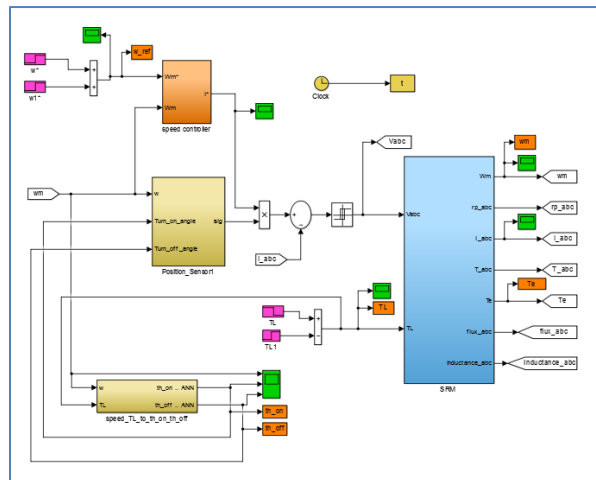 w_ref
w*
w1*
Wm*
Wm
I*
speed controller
Clock
t
Vabc
wm
w
Turn_on_angle
Turn_off_angle
sig
Position_Sensor1
I_abc
Vabc
TL
Wm
rp_abc
I_abc
T_abc
Te
flux_abc
inductance_abc
SRM
wm
wm
rp_abc
I_abc
T_abc
Te
Te
flux_abc
Inductance_abc
TL
TL
TL1
w
TL
th_on .. ANN
th_off .. ANN
speed_TL_to_th_on_th_off
th_on
th_off